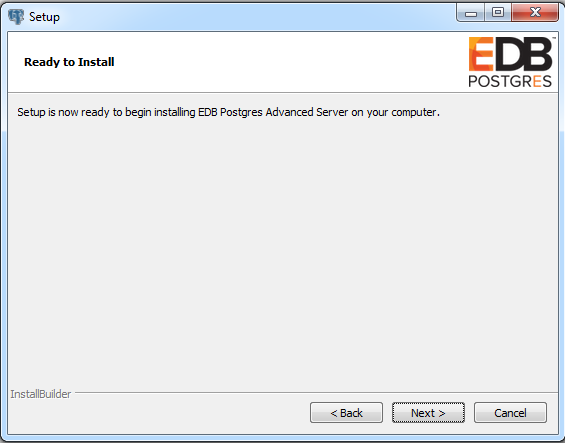 Setup
Ready to Install
EDB
POSTGRES
Setup is now ready to begin installing EDB Postgres Advanced Server on your computer.
InstallBuilder
< Back
Next >
Cancel